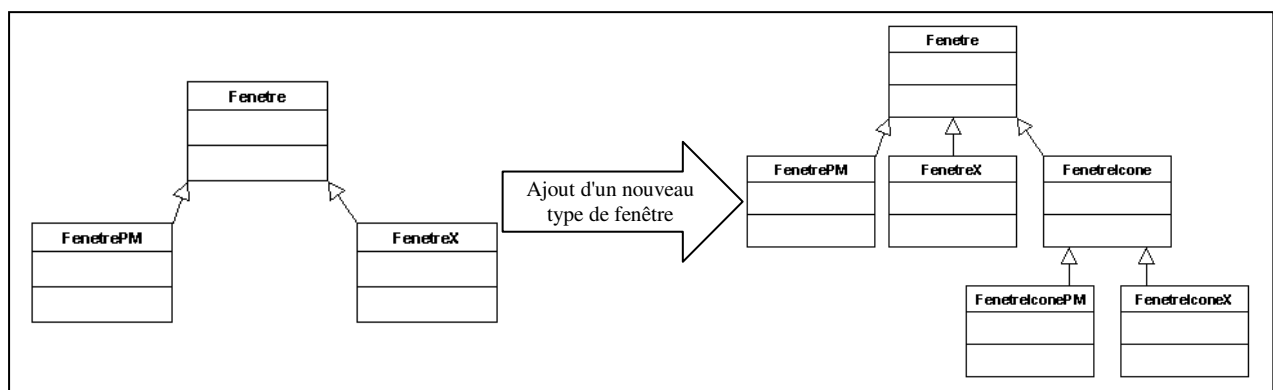 Fenetre
FenetrePM
FenetreX
Ajout d'un nouveau
type de fenêtre
Fenetre
FenetrePM
FenetreX
FenetreIcone
FenetreIconePM
FenetreIconeX